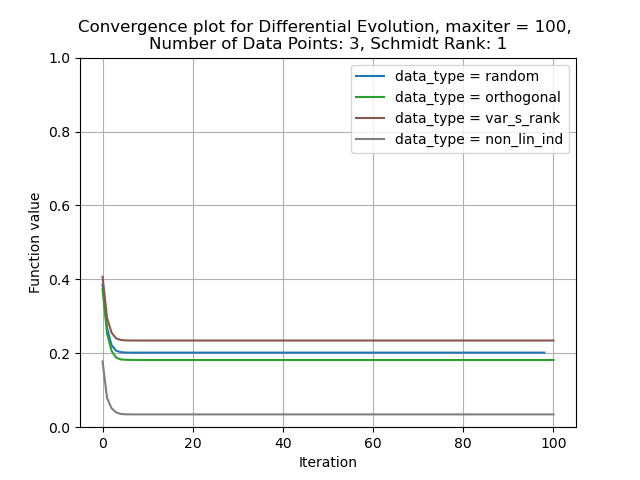 Convergence plot for Differential Evolution, maxiter = 100,
Number of Data Points: 3, Schmidt Rank: 1
data_type = random
data_type = orthogonal
data_type = var_s_rank
data_type = non_lin_ind
Function value
1.0
0.8
0.6
0.4
0.2
0.0
0 20 40 60 80 100
Iteration